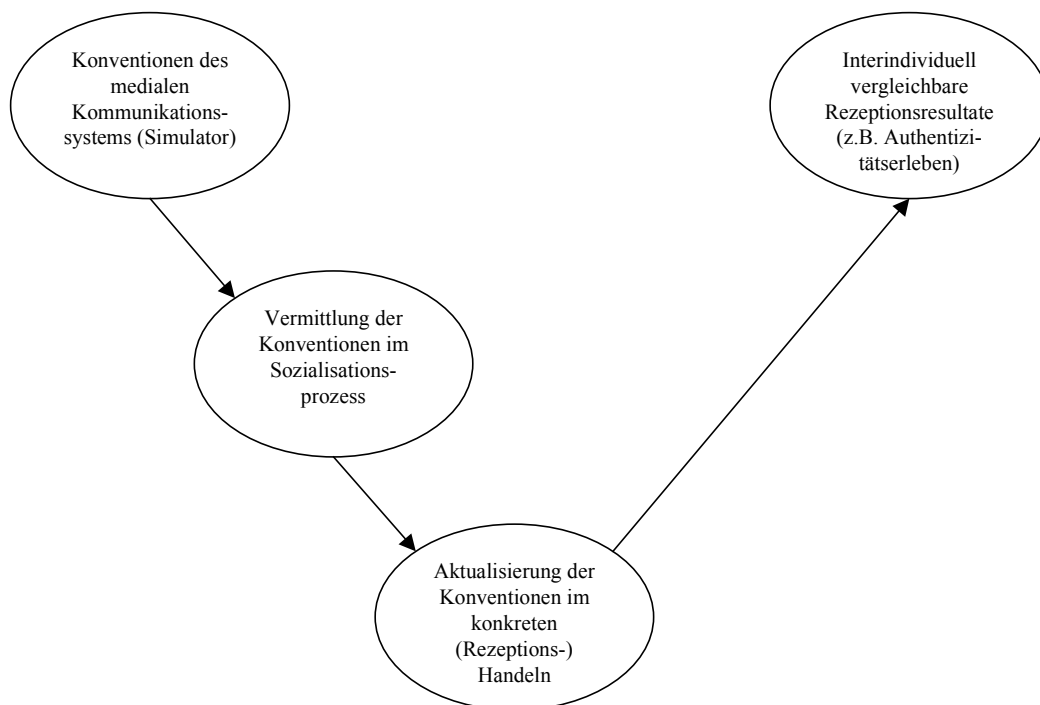 Konventionen des
medialen
Kommunikations-
systems (Simulator)
Interindividuell
vergleichbare
Rezeptionsresultate
(z.B. Authentizi-
tätserleben)
Vermittlung der
Konventionen im
Sozialisations-
prozess
Aktualisierung der
Konventionen im
konkreten
(Rezeptions-)
Handeln